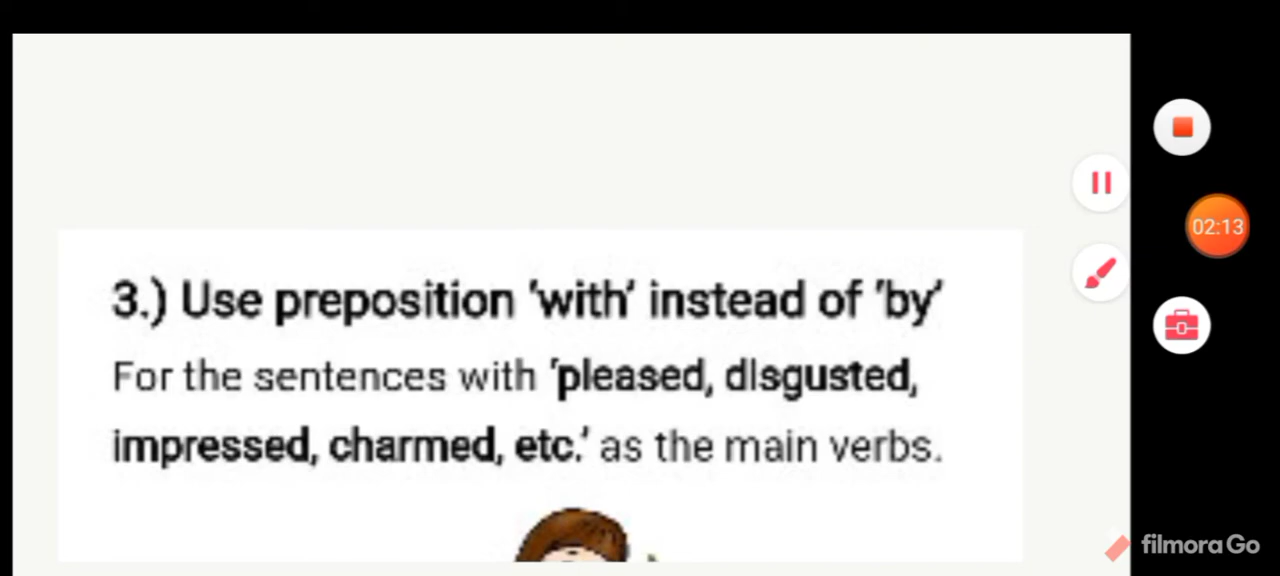 3.) Use preposition 'with' instead of 'by'
For the sentences with 'pleased, disgusted,
impressed, charmed, etc.' as the main verbs.
02:13
filmoraGo